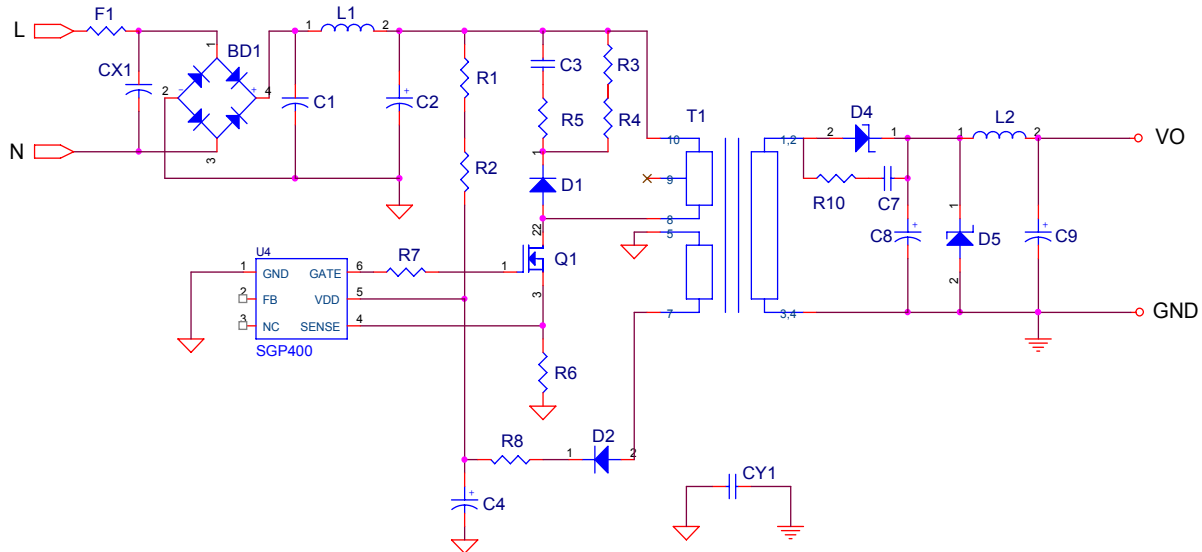 L
F1
L1
1
2
CX1
BD1
1
2
-
+
4
3
C1
+
C2
N
R1
R2
C3
R5
R3
R4
1
D1
22
T1
10
9
8
5
7
1,2
3,4
2
D4
1
R10
C7
+
C8
1
D5
2
1
L2
2
VO
+
C9
GND
U4
1
GND
GATE
6
2
FB
VDD
5
3
NC
SENSE
4
SGP400
R7
1
Q1
3
R6
R8
1
D2
2
+
C4
CY1